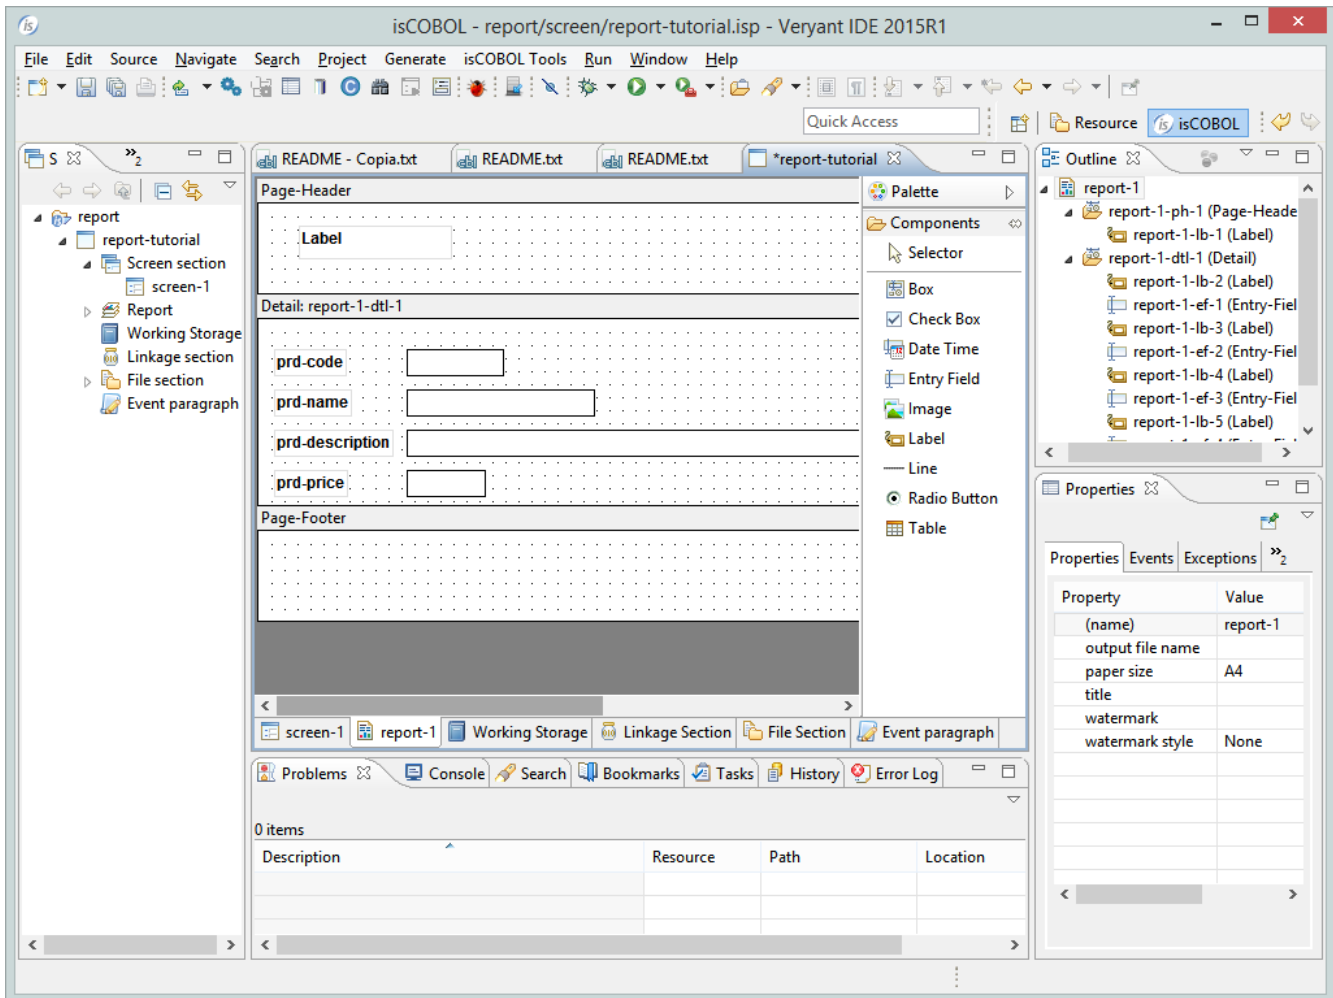 is
isCOBOL - report/screen/report-tutorial.isp - Veryant IDE 2015R1
File Edit Source Navigate Search Project Generate isCOBOL Tools Run Window Help
Quick Access
Resource
is isCOBOL
S
»2
report
report-tutorial
Screen section
screen-1
Report
Working Storage
Linkage section
File section
Event paragraph
README - Copia.txt
README.txt
README.txt
*report-tutorial
Page-Header
Label
Detail: report-1-dtl-1
prd-code
prd-name
prd-description
prd-price
Page-Footer
Palette
Components
Selector
Box
Check Box
Date Time
Entry Field
Image
Label
Line
Radio Button
Table
screen-1 report-1 Working Storage Linkage Section File Section Event paragraph
Outline
report-1
report-1-ph-1 (Page-Heade
report-1-lb-1 (Label)
report-1-dtl-1 (Detail)
report-1-lb-2 (Label)
report-1-ef-1 (Entry-Fiel
report-1-lb-3 (Label)
report-1-ef-2 (Entry-Fiel
report-1-lb-4 (Label)
report-1-ef-3 (Entry-Fiel
report-1-lb-5 (Label)
Properties
Properties Events Exceptions »2
Property Value
(name) report-1
output file name
paper size A4
title
watermark
watermark style None
Problems Console Search Bookmarks Tasks History Error Log
0 items
Description Resource Path Location